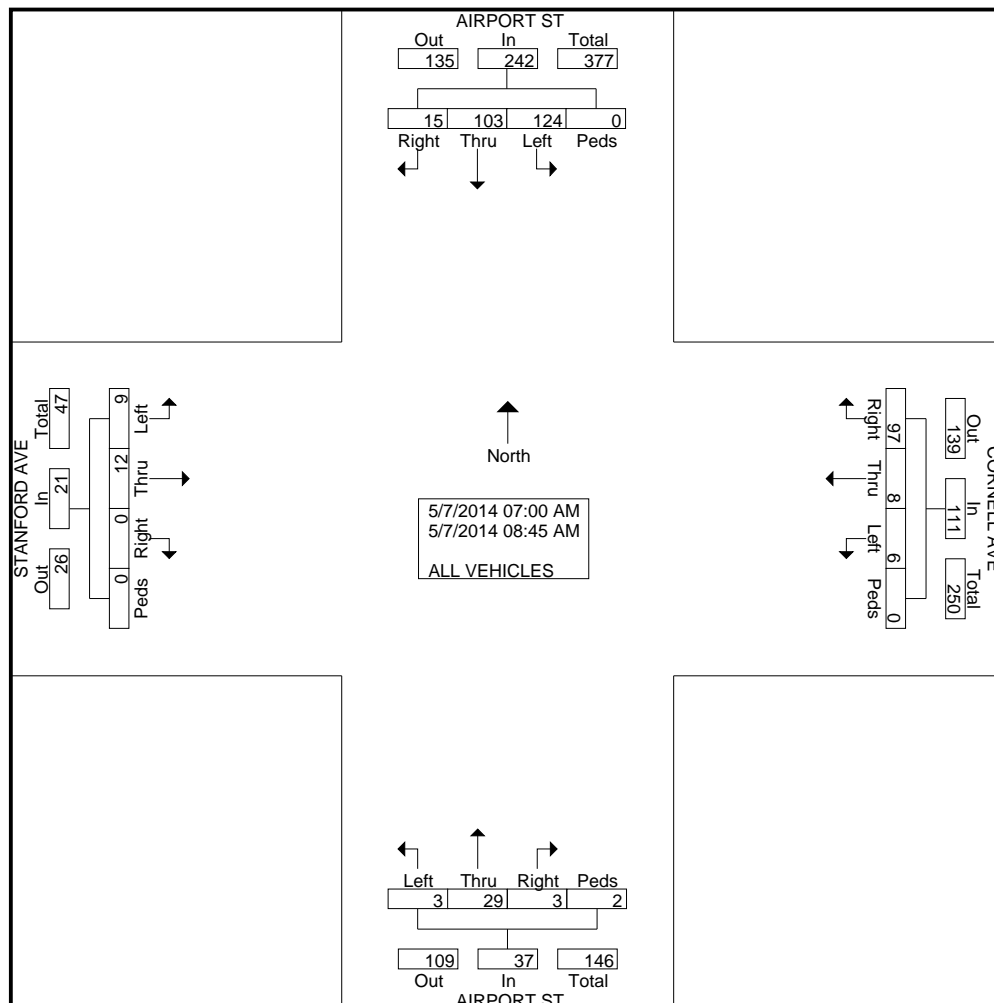 AIRPORT ST
Out In Total
135 242 377
15 103 124 0
Right Thru Left Peds
STANFORD AVE
Total In Out
47 21 26
9 12 0 0
Left Thru Right Peds
North
5/7/2014 07:00 AM
5/7/2014 08:45 AM
ALL VEHICLES
Right Thru Left Peds
97 8 6 0
Out In Total
139 111 250
CORNELL AVE
Left Thru Right Peds
3 29 3 2
109 37 146
Out In Total
AIRPORT ST